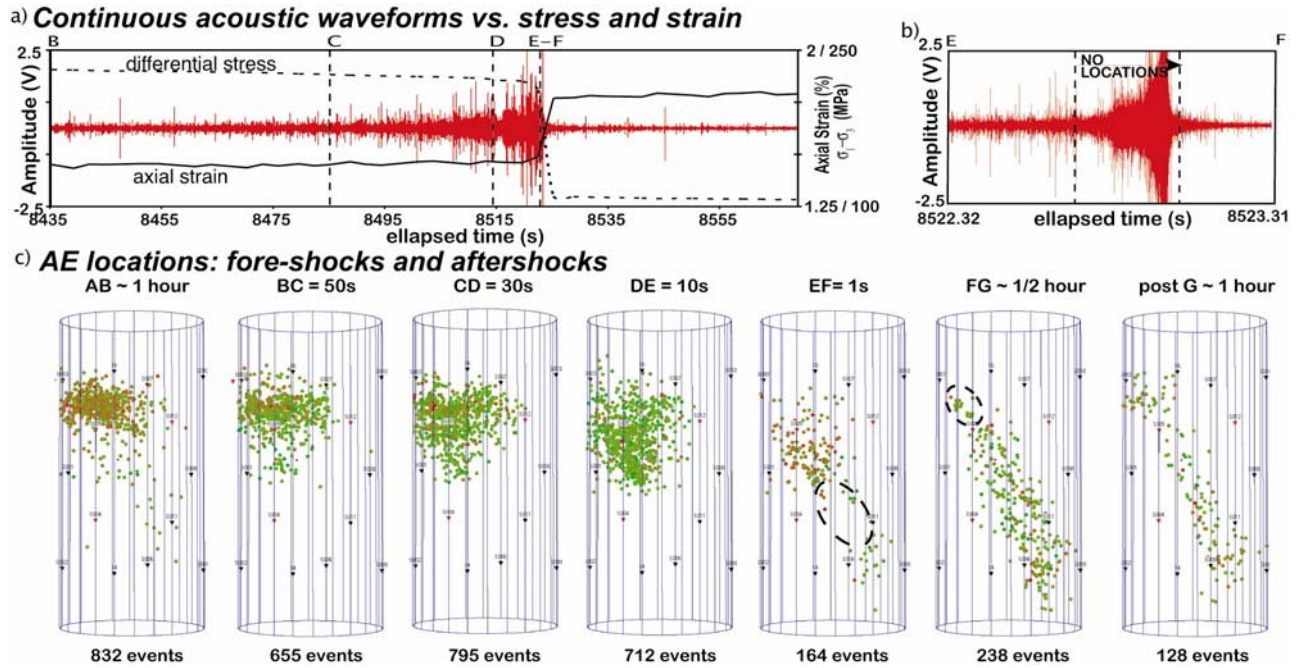 a) Continuous acoustic waveforms vs. stress and strain
B C D E–F
2.5
differential stress
axial strain
-2.5
Amplitude (V)
8435 8455 8475 8495 8515 8535 8555
ellapsed time (s)
2 / 250
Axial Strain (%)
σ1–σ3 (MPa)
1.25 / 100
b)
E F
2.5
NO
LOCATIONS
-2.5
Amplitude (V)
8522.32 8523.31
ellapsed time (s)
c) AE locations: fore-shocks and aftershocks
AB ~ 1 hour BC = 50s CD = 30s DE = 10s EF= 1s FG ~ 1/2 hour post G ~ 1 hour
832 events 655 events 795 events 712 events 164 events 238 events 128 events